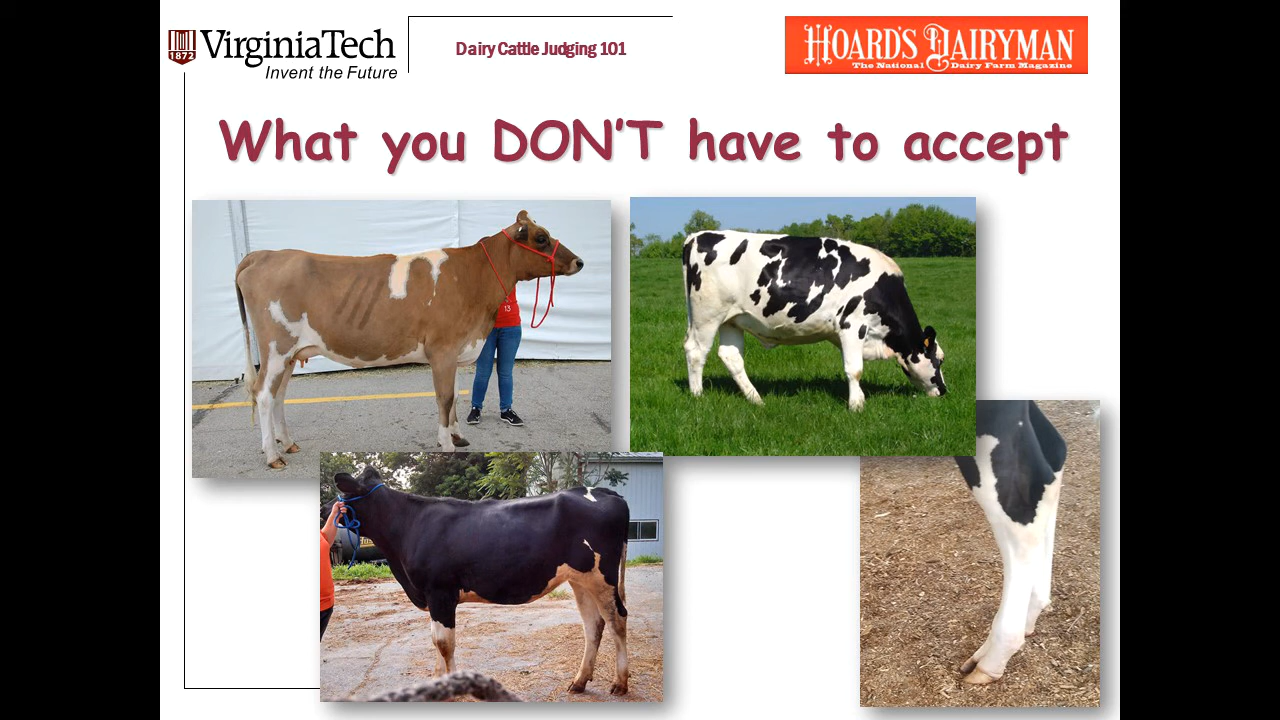 1872
VirginiaTech
Invent the Future
Dairy Cattle Judging 101
HOARD'S DAIRYMAN
The National Dairy Farm Magazine
What you DON'T have to accept
13